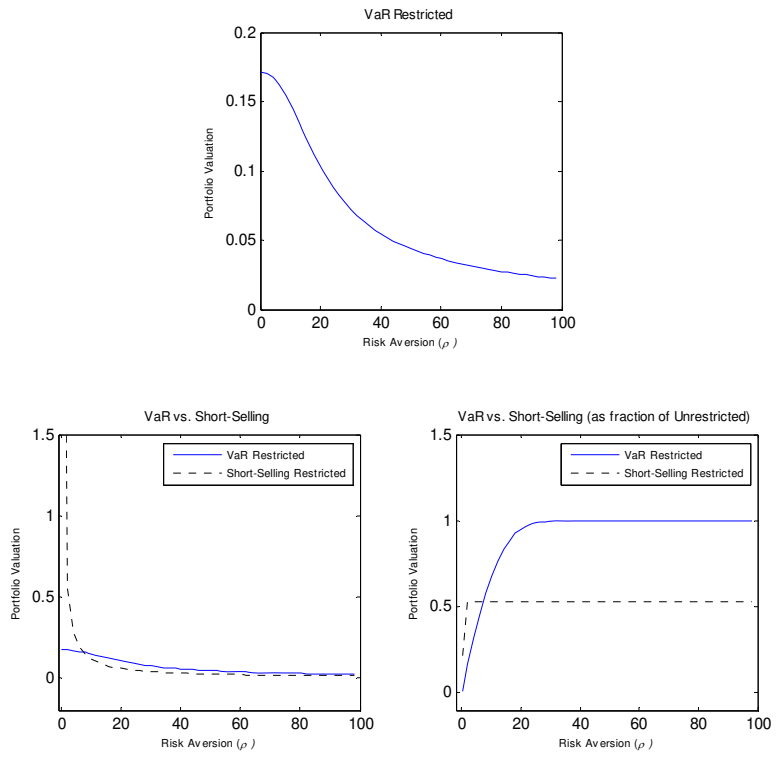 VaR Restricted
0.2
0.15
0.1
0.05
0
Portfolio Valuation
0 20 40 60 80 100
Risk Aversion (ρ )
VaR vs. Short-Selling
1.5
1
0.5
0
Portfolio Valuation
VaR Restricted
Short-Selling Restricted
0 20 40 60 80 100
Risk Aversion (ρ )
VaR vs. Short-Selling (as fraction of Unrestricted)
1.5
1
0.5
0
Portfolio Valuation
VaR Restricted
Short-Selling Restricted
0 20 40 60 80 100
Risk Aversion (ρ )